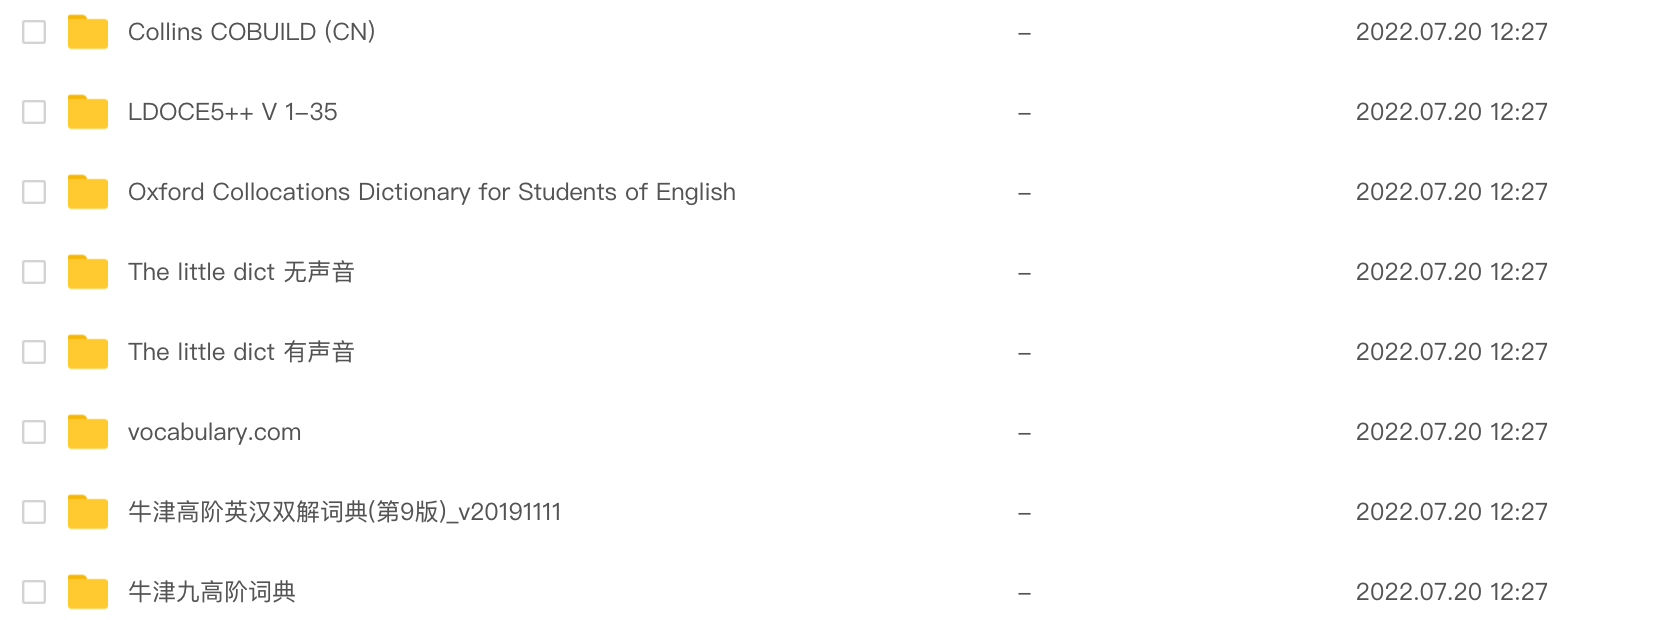 Collins COBUILD (CN) – 2022.07.20 12:27
LDOCE5++ V 1-35 – 2022.07.20 12:27
Oxford Collocations Dictionary for Students of English – 2022.07.20 12:27
The little dict 无声音 – 2022.07.20 12:27
The little dict 有声音 – 2022.07.20 12:27
vocabulary.com – 2022.07.20 12:27
牛津高阶英汉双解词典(第9版)_v20191111 – 2022.07.20 12:27
牛津九高阶词典 – 2022.07.20 12:27